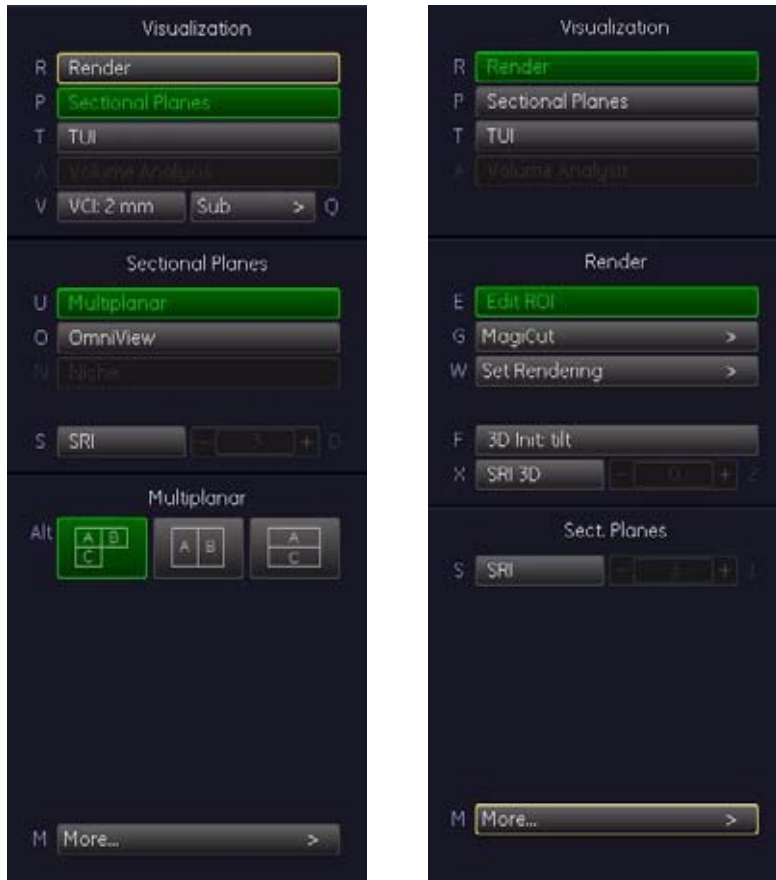 Visualization
R Render
P Sectional Planes
T TUI
A Volume Analysis
V VCI: 2 mm Sub > Q
Sectional Planes
U Multiplanar
O OmniView
N Niche
S SRI - 3 + D
Multiplanar
Alt A B C A B A C
M More... >
Visualization
R Render
P Sectional Planes
T TUI
A Volume Analysis
Render
E Edit ROI
G MagiCut >
W Set Rendering >
F 3D Init: tilt
X SRI 3D - 0 + Z
Sect. Planes
S SRI - +
M More... >